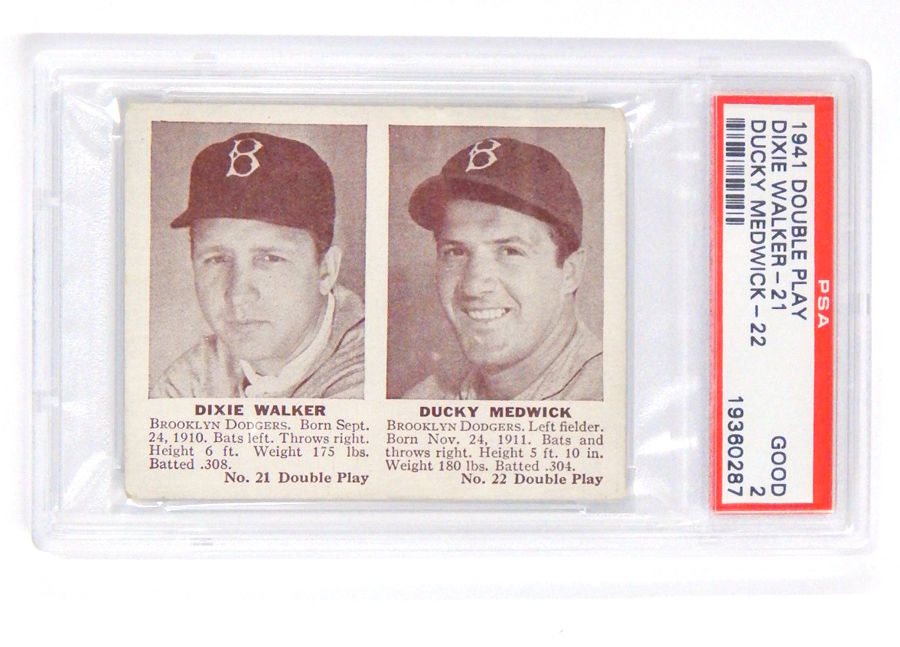 B
B
DIXIE WALKER
BROOKLYN DODGERS. Born Sept.
24, 1910. Bats left. Throws right.
Height 6 ft. Weight 175 lbs.
Batted .308.
No. 21 Double Play
DUCKY MEDWICK
BROOKLYN DODGERS. Left fielder.
Born Nov. 24, 1911. Bats and
throws right. Height 5 ft. 10 in.
Weight 180 lbs. Batted .304.
No. 22 Double Play
PSA
1941 DOUBLE PLAY
DIXIE WALKER - 21
DUCKY MEDWICK - 22
GOOD
2
19360287